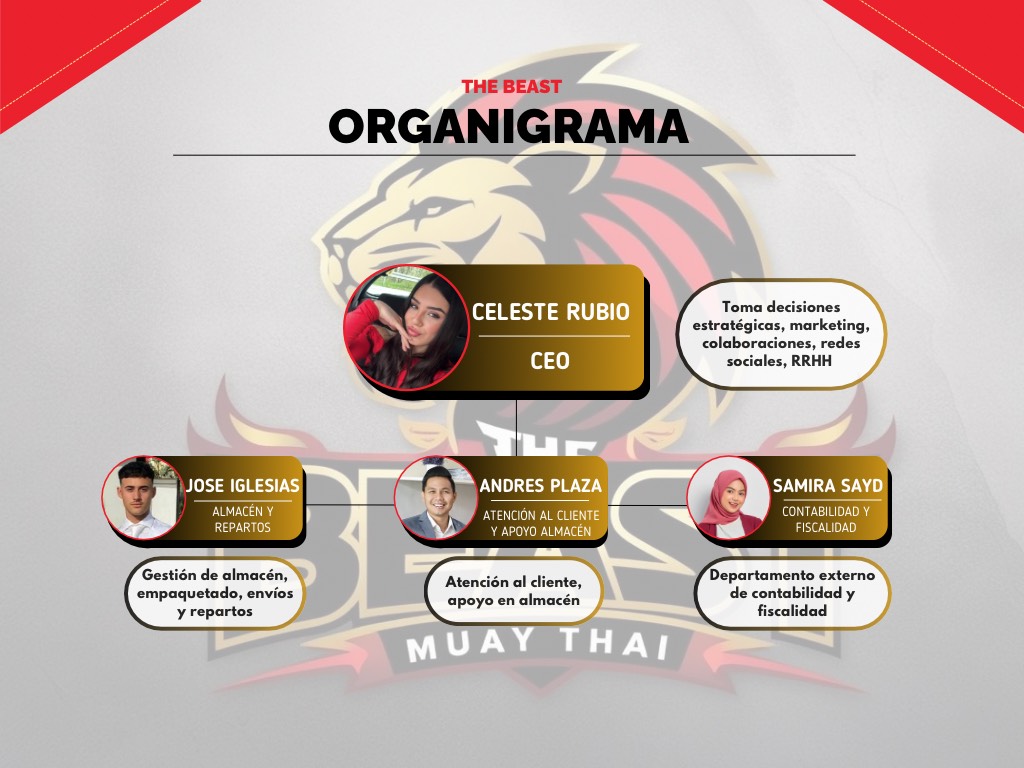 THE BEAST
ORGANIGRAMA
CELESTE RUBIO
CEO
Toma decisiones
estratégicas, marketing,
colaboraciones, redes
sociales, RRHH
JOSE IGLESIAS
ALMACÉN Y
REPARTOS
ANDRES PLAZA
ATENCIÓN AL CLIENTE
Y APOYO ALMACÉN
SAMIRA SAYD
CONTABILIDAD Y
FISCALIDAD
Gestión de almacén,
empaquetado, envíos
y repartos
Atención al cliente,
apoyo en almacén
Departamento externo
de contabilidad y
fiscalidad
THE
BEAST
MUAY THAI